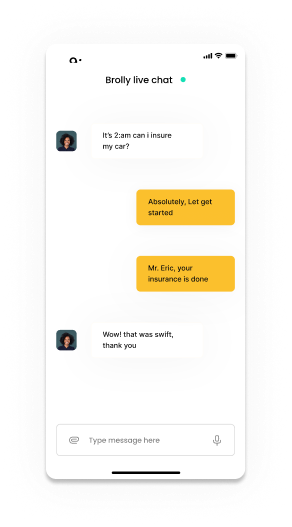 Brolly live chat
It's 2:am can i insure
my car?
Absolutely, Let get
started
Mr. Eric, your
insurance is done
Wow! that was swift,
thank you
Type message here